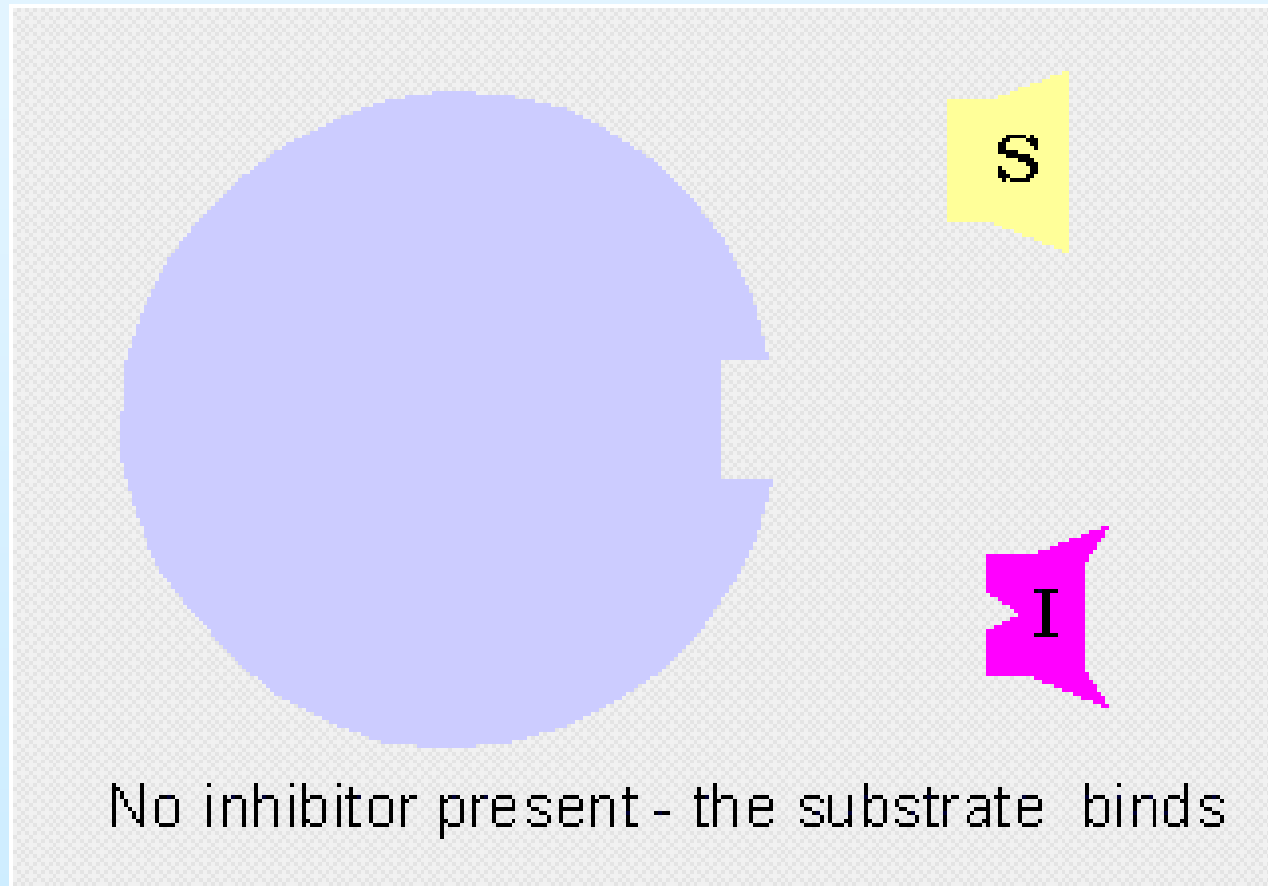 S
I
No inhibitor present - the substrate binds